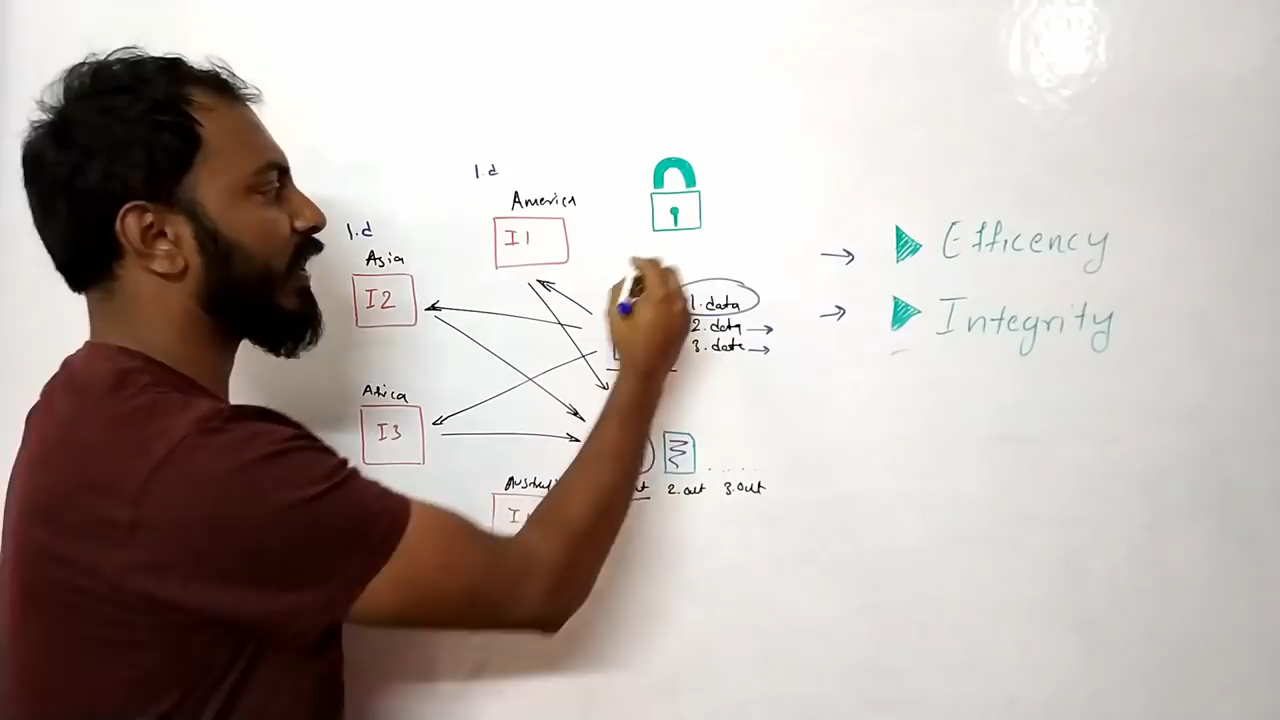 1.d
America
I1
1.d
Asia
I2
1.data
2.data
3.data
Efficency
Integrity
Africa
I3
2.out
3.out